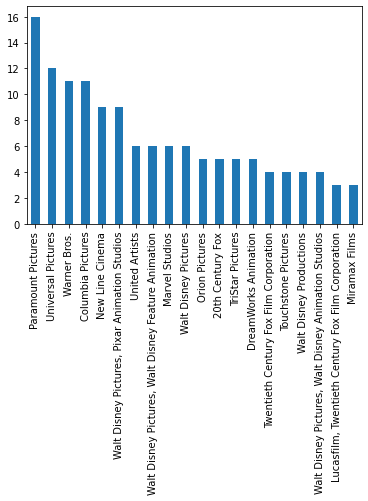 16
14
12
10
8
6
4
2
0
Paramount Pictures
Universal Pictures
Warner Bros.
Columbia Pictures
New Line Cinema
Walt Disney Pictures, Pixar Animation Studios
United Artists
Walt Disney Pictures, Walt Disney Feature Animation
Marvel Studios
Walt Disney Pictures
Orion Pictures
20th Century Fox
TriStar Pictures
DreamWorks Animation
Twentieth Century Fox Film Corporation
Touchstone Pictures
Walt Disney Productions
Walt Disney Pictures, Walt Disney Animation Studios
Lucasfilm, Twentieth Century Fox Film Corporation
Miramax Films